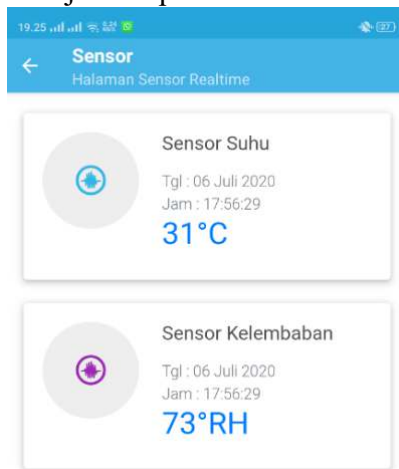 19.25
27
Sensor
Halaman Sensor Realtime
Sensor Suhu
Tgl : 06 Juli 2020
Jam : 17:56:29
31°C
Sensor Kelembaban
Tgl : 06 Juli 2020
Jam : 17:56:29
73°RH